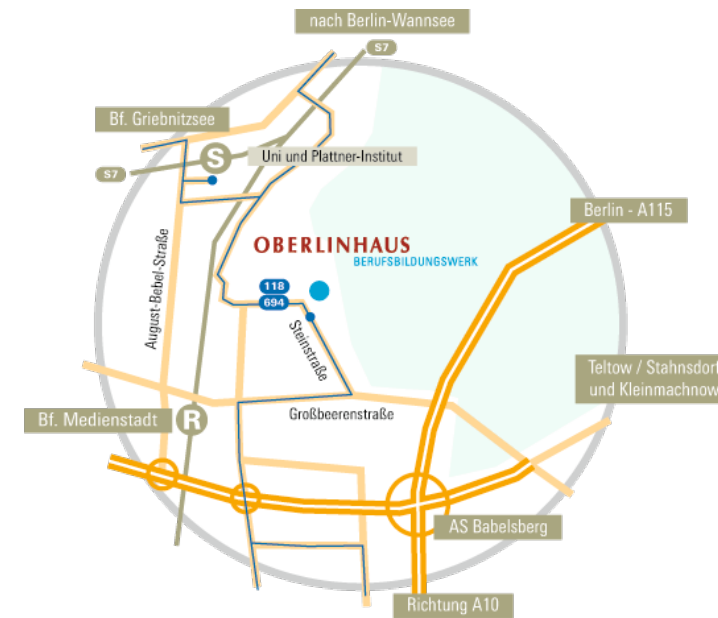 nach Berlin-Wannsee
S7
Bf. Griebnitzsee
S
Uni und Plattner-Institut
S7
Berlin - A115
OBERLINHAUS
BERUFSBILDUNGSWERK
August-Bebel-Straße
118
694
Steinstraße
Teltow / Stahnsdorf
und Kleinmachnow
Großbeerenstraße
Bf. Medienstadt
R
AS Babelsberg
Richtung A10